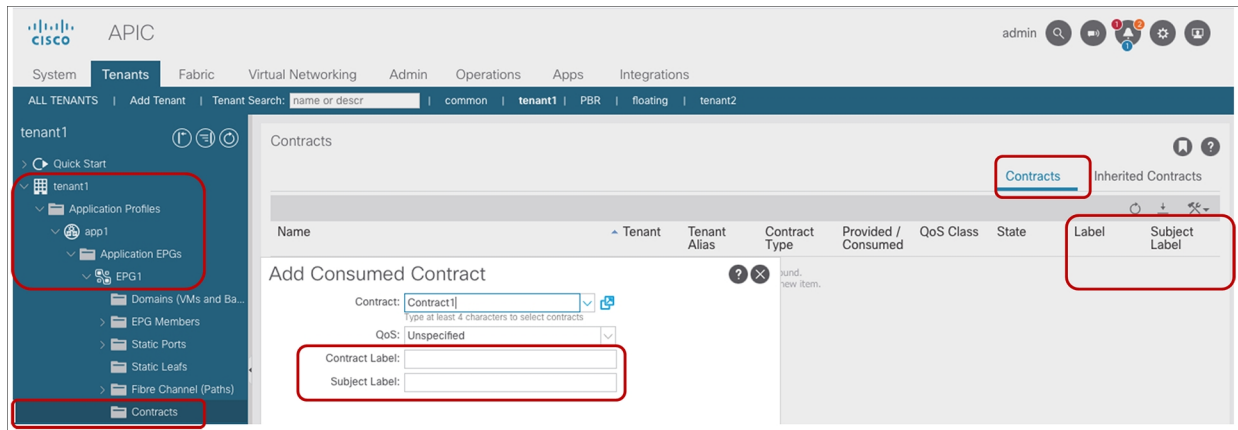 CISCO APIC admin 1 2 1
System Tenants Fabric Virtual Networking Admin Operations Apps Integrations
ALL TENANTS | Add Tenant | Tenant Search: name or descr | common | tenant1 | PBR | floating | tenant2
tenant1
Quick Start
tenant1
Application Profiles
app1
Application EPGs
EPG1
Domains (VMs and Ba...
EPG Members
Static Ports
Static Leafs
Fibre Channel (Paths)
Contracts
Contracts
Contracts Inherited Contracts
Name Tenant Tenant Alias Contract Type Provided / Consumed QoS Class State Label Subject Label
ound.
new item.
Add Consumed Contract
Contract: Contract1
Type at least 4 characters to select contracts
QoS: Unspecified
Contract Label:
Subject Label: